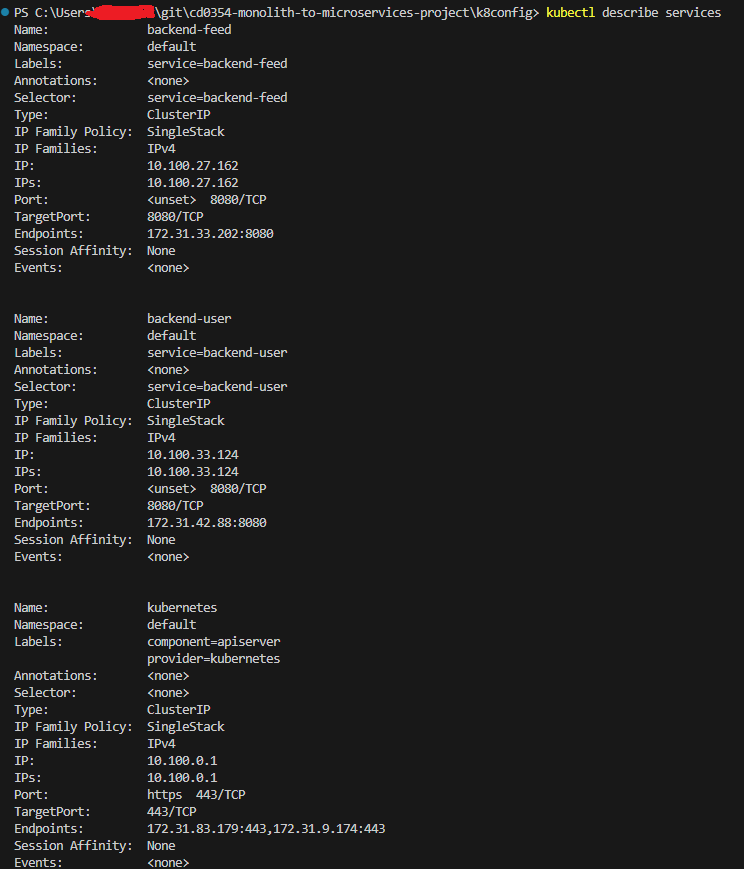 PS C:\Users\ \git\cd0354-monolith-to-microservices-project\k8config> kubectl describe services
Name:              backend-feed
Namespace:         default
Labels:            service=backend-feed
Annotations:       <none>
Selector:          service=backend-feed
Type:              ClusterIP
IP Family Policy:  SingleStack
IP Families:       IPv4
IP:                10.100.27.162
IPs:               10.100.27.162
Port:              <unset>  8080/TCP
TargetPort:        8080/TCP
Endpoints:         172.31.33.202:8080
Session Affinity:  None
Events:            <none>
Name:              backend-user
Namespace:         default
Labels:            service=backend-user
Annotations:       <none>
Selector:          service=backend-user
Type:              ClusterIP
IP Family Policy:  SingleStack
IP Families:       IPv4
IP:                10.100.33.124
IPs:               10.100.33.124
Port:              <unset>  8080/TCP
TargetPort:        8080/TCP
Endpoints:         172.31.42.88:8080
Session Affinity:  None
Events:            <none>
Name:              kubernetes
Namespace:         default
Labels:            component=apiserver
                   provider=kubernetes
Annotations:       <none>
Selector:          <none>
Type:              ClusterIP
IP Family Policy:  SingleStack
IP Families:       IPv4
IP:                10.100.0.1
IPs:               10.100.0.1
Port:              https  443/TCP
TargetPort:        443/TCP
Endpoints:         172.31.83.179:443,172.31.9.174:443
Session Affinity:  None
Events:            <none>